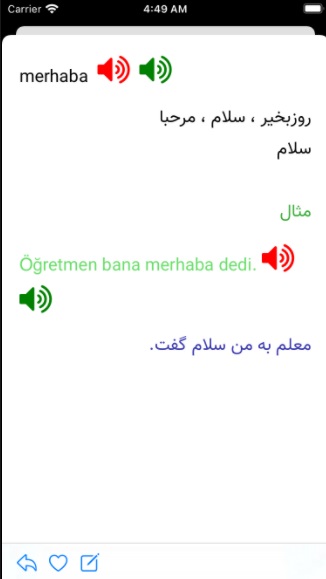 Carrier
4:49 AM
merhaba
روزبخیر ، سلام ، مرحبا
سلام
مثال
Öğretmen bana merhaba dedi.
معلم به من سلام گفت.